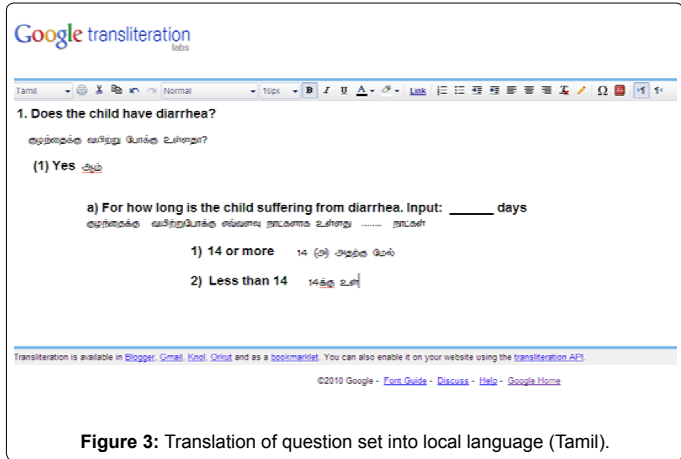 Google transliteration
labs
Tamil Normal 16px B I U A Link Ω
1. Does the child have diarrhea?
குழந்தைக்கு வயிற்று போக்கு உள்ளதா?
(1) Yes ஆம்
a) For how long is the child suffering from diarrhea. Input: ______ days
குழந்தைக்கு வயிற்றுபோக்கு எவ்வளவு நாட்களாக உள்ளது ........ நாட்கள்
1) 14 or more 14 (அ) அதற்கு மேல்
2) Less than 14 14க்கு உள்
Transliteration is available in Blogger, Gmail, Knol, Orkut and as a bookmarklet. You can also enable it on your website using the transliteration API.
©2010 Google - Font Guide - Discuss - Help - Google Home
Figure 3: Translation of question set into local language (Tamil).